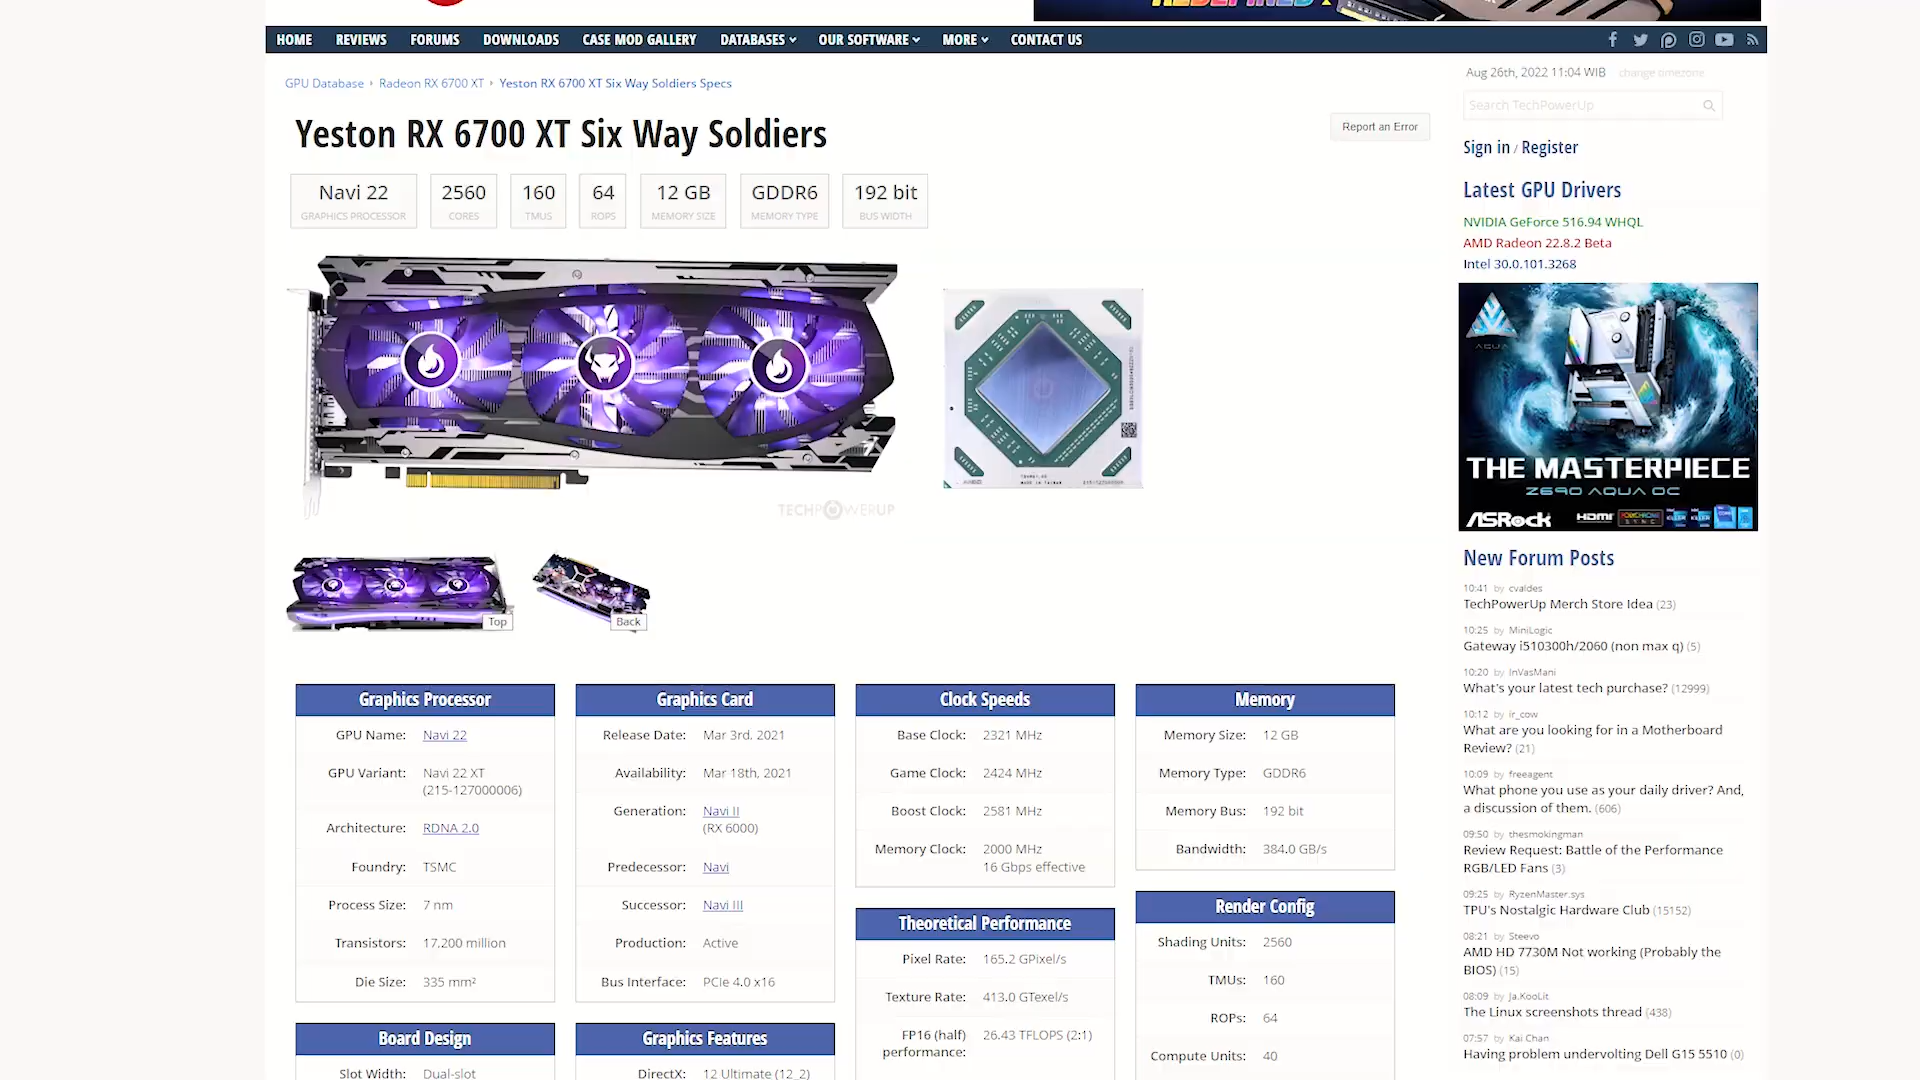 HOME REVIEWS FORUMS DOWNLOADS CASE MOD GALLERY DATABASES OUR SOFTWARE MORE CONTACT US
GPU Database › Radeon RX 6700 XT › Yeston RX 6700 XT Six Way Soldiers Specs
Yeston RX 6700 XT Six Way Soldiers
Report an Error
Navi 22 2560 160 64 12 GB GDDR6 192 bit
GRAPHICS PROCESSOR CORES TMUS ROPS MEMORY SIZE MEMORY TYPE BUS WIDTH
TECHPOWERUP
Top
Back
Graphics Processor
GPU Name: Navi 22
GPU Variant: Navi 22 XT
(215-127000006)
Architecture: RDNA 2.0
Foundry: TSMC
Process Size: 7 nm
Transistors: 17,200 million
Die Size: 335 mm²
Board Design
Slot Width: Dual-slot
Graphics Card
Release Date: Mar 3rd, 2021
Availability: Mar 18th, 2021
Generation: Navi II
(RX 6000)
Predecessor: Navi
Successor: Navi III
Production: Active
Bus Interface: PCIe 4.0 x16
Graphics Features
DirectX: 12 Ultimate (12_2)
Clock Speeds
Base Clock: 2321 MHz
Game Clock: 2424 MHz
Boost Clock: 2581 MHz
Memory Clock: 2000 MHz
16 Gbps effective
Theoretical Performance
Pixel Rate: 165.2 GPixel/s
Texture Rate: 413.0 GTexel/s
FP16 (half) 26.43 TFLOPS (2:1)
performance:
Memory
Memory Size: 12 GB
Memory Type: GDDR6
Memory Bus: 192 bit
Bandwidth: 384.0 GB/s
Render Config
Shading Units: 2560
TMUs: 160
ROPs: 64
Compute Units: 40
Aug 26th, 2022 11:04 WIB change timezone
Search TechPowerUp
Sign in / Register
Latest GPU Drivers
NVIDIA GeForce 516.94 WHQL
AMD Radeon 22.8.2 Beta
Intel 30.0.101.3268
AQUA
THE MASTERPIECE
Z690 AQUA OC
ASRock HDMI
New Forum Posts
10:41 by cvaldes
TechPowerUp Merch Store Idea (23)
10:25 by MiniLogic
Gateway i510300h/2060 (non max q) (5)
10:20 by InVasMani
What's your latest tech purchase? (12999)
10:12 by ir_cow
What are you looking for in a Motherboard
Review? (21)
10:09 by freeagent
What phone you use as your daily driver? And,
a discussion of them. (606)
09:50 by thesmokingman
Review Request: Battle of the Performance
RGB/LED Fans (3)
09:25 by RyzenMaster.sys
TPU's Nostalgic Hardware Club (15152)
08:21 by Steevo
AMD HD 7730M Not working (Probably the
BIOS) (15)
08:09 by Ja.KooLit
The Linux screenshots thread (438)
07:57 by Kai Chan
Having problem undervolting Dell G15 5510 (0)